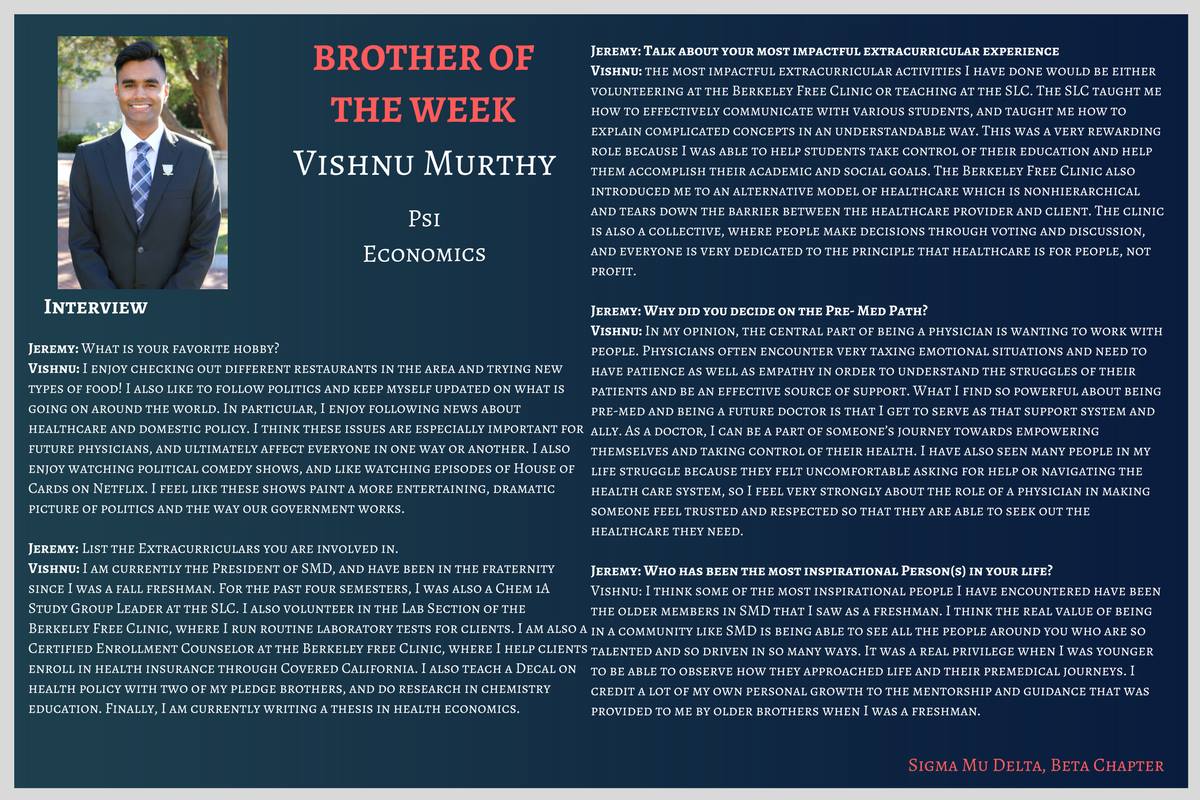 BROTHER OF
THE WEEK
Vishnu Murthy
Psi
Economics
Interview
Jeremy: What is your favorite hobby?
Vishnu: I enjoy checking out different restaurants in the area and trying new
types of food! I also like to follow politics and keep myself updated on what is
going on around the world. In particular, I enjoy following news about
healthcare and domestic policy. I think these issues are especially important for
future physicians, and ultimately affect everyone in one way or another. I also
enjoy watching political comedy shows, and like watching episodes of House of
Cards on Netflix. I feel like these shows paint a more entertaining, dramatic
picture of politics and the way our government works.
Jeremy: List the Extracurriculars you are involved in.
Vishnu: I am currently the President of SMD, and have been in the fraternity
since I was a fall freshman. For the past four semesters, I was also a Chem 1A
Study Group Leader at the SLC. I also volunteer in the Lab Section of the
Berkeley Free Clinic, where I run routine laboratory tests for clients. I am also a
Certified Enrollment Counselor at the Berkeley free Clinic, where I help clients
enroll in health insurance through Covered California. I also teach a Decal on
health policy with two of my pledge brothers, and do research in chemistry
education. Finally, I am currently writing a thesis in health economics.
Jeremy: Talk about your most impactful extracurricular experience
Vishnu: the most impactful extracurricular activities I have done would be either
volunteering at the Berkeley Free Clinic or teaching at the SLC. The SLC taught me
how to effectively communicate with various students, and taught me how to
explain complicated concepts in an understandable way. This was a very rewarding
role because I was able to help students take control of their education and help
them accomplish their academic and social goals. The Berkeley Free Clinic also
introduced me to an alternative model of healthcare which is nonhierarchical
and tears down the barrier between the healthcare provider and client. The clinic
is also a collective, where people make decisions through voting and discussion,
and everyone is very dedicated to the principle that healthcare is for people, not
profit.
Jeremy: Why did you decide on the Pre- Med Path?
Vishnu: In my opinion, the central part of being a physician is wanting to work with
people. Physicians often encounter very taxing emotional situations and need to
have patience as well as empathy in order to understand the struggles of their
patients and be an effective source of support. What I find so powerful about being
pre-med and being a future doctor is that I get to serve as that support system and
ally. As a doctor, I can be a part of someone's journey towards empowering
themselves and taking control of their health. I have also seen many people in my
life struggle because they felt uncomfortable asking for help or navigating the
health care system, so I feel very strongly about the role of a physician in making
someone feel trusted and respected so that they are able to seek out the
healthcare they need.
Jeremy: Who has been the most inspirational Person(s) in your life?
Vishnu: I think some of the most inspirational people I have encountered have been
the older members in SMD that I saw as a freshman. I think the real value of being
in a community like SMD is being able to see all the people around you who are so
talented and so driven in so many ways. It was a real privilege when I was younger
to be able to observe how they approached life and their premedical journeys. I
credit a lot of my own personal growth to the mentorship and guidance that was
provided to me by older brothers when I was a freshman.
Sigma Mu Delta, Beta Chapter